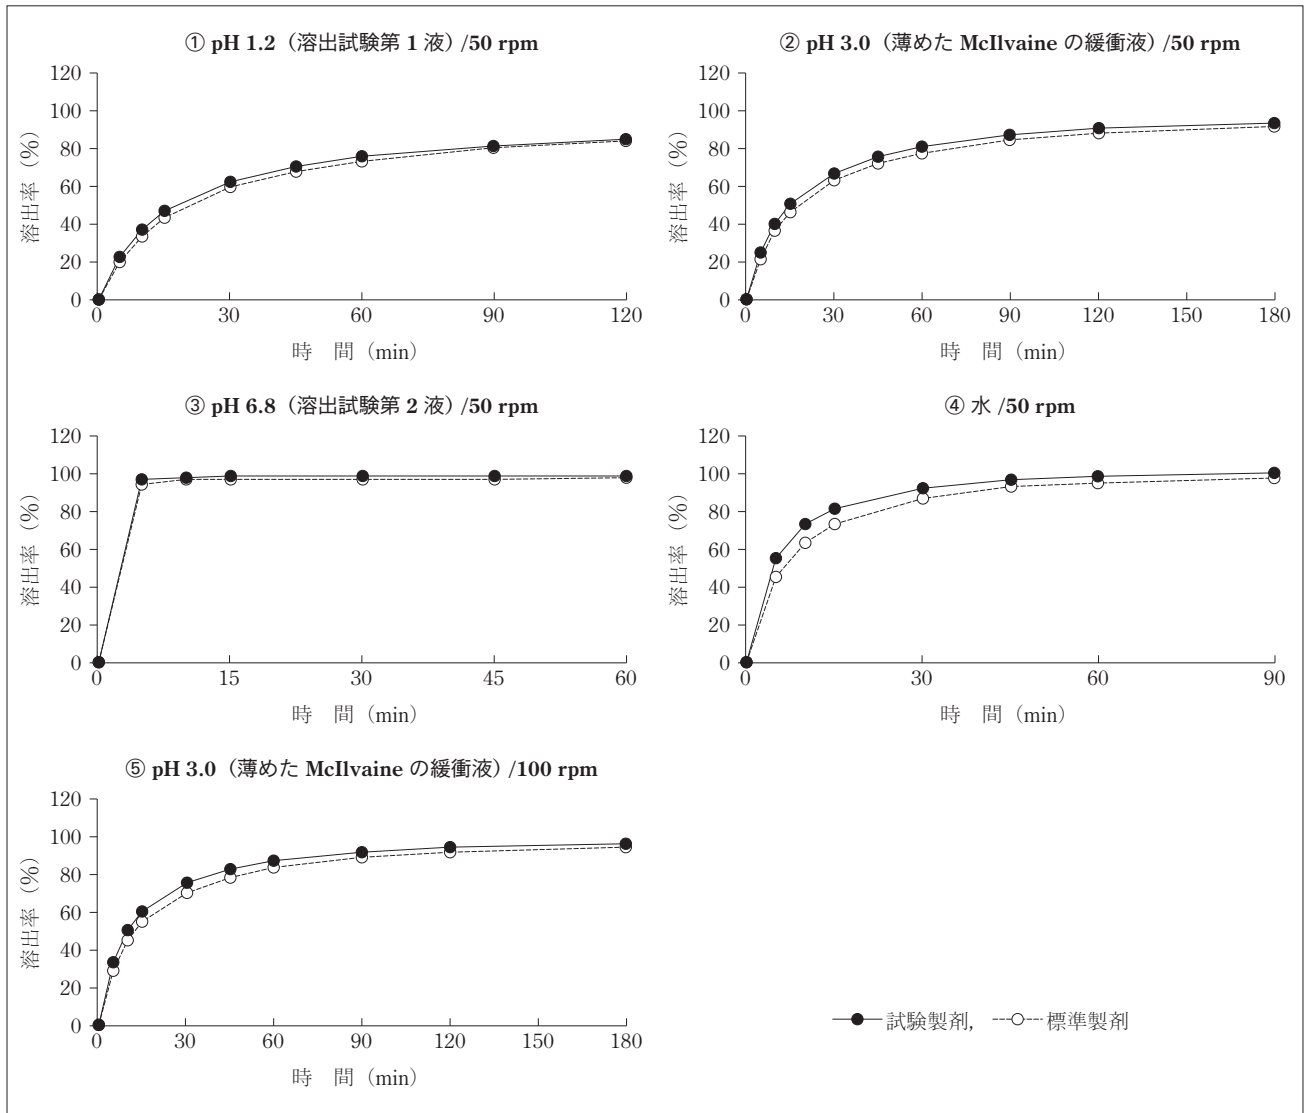 ① pH 1.2（溶出試験第 1 液）/50 rpm
120
100
80
60
40
20
0
溶出率（%）
0 30 60 90 120
時　間（min）
② pH 3.0（薄めた McIlvaine の緩衝液）/50 rpm
120
100
80
60
40
20
0
溶出率（%）
0 30 60 90 120 150 180
時　間（min）
③ pH 6.8（溶出試験第 2 液）/50 rpm
120
100
80
60
40
20
0
溶出率（%）
0 15 30 45 60
時　間（min）
④ 水 /50 rpm
120
100
80
60
40
20
0
溶出率（%）
0 30 60 90
時　間（min）
⑤ pH 3.0（薄めた McIlvaine の緩衝液）/100 rpm
120
100
80
60
40
20
0
溶出率（%）
0 30 60 90 120 150 180
時　間（min）
試験製剤, 標準製剤